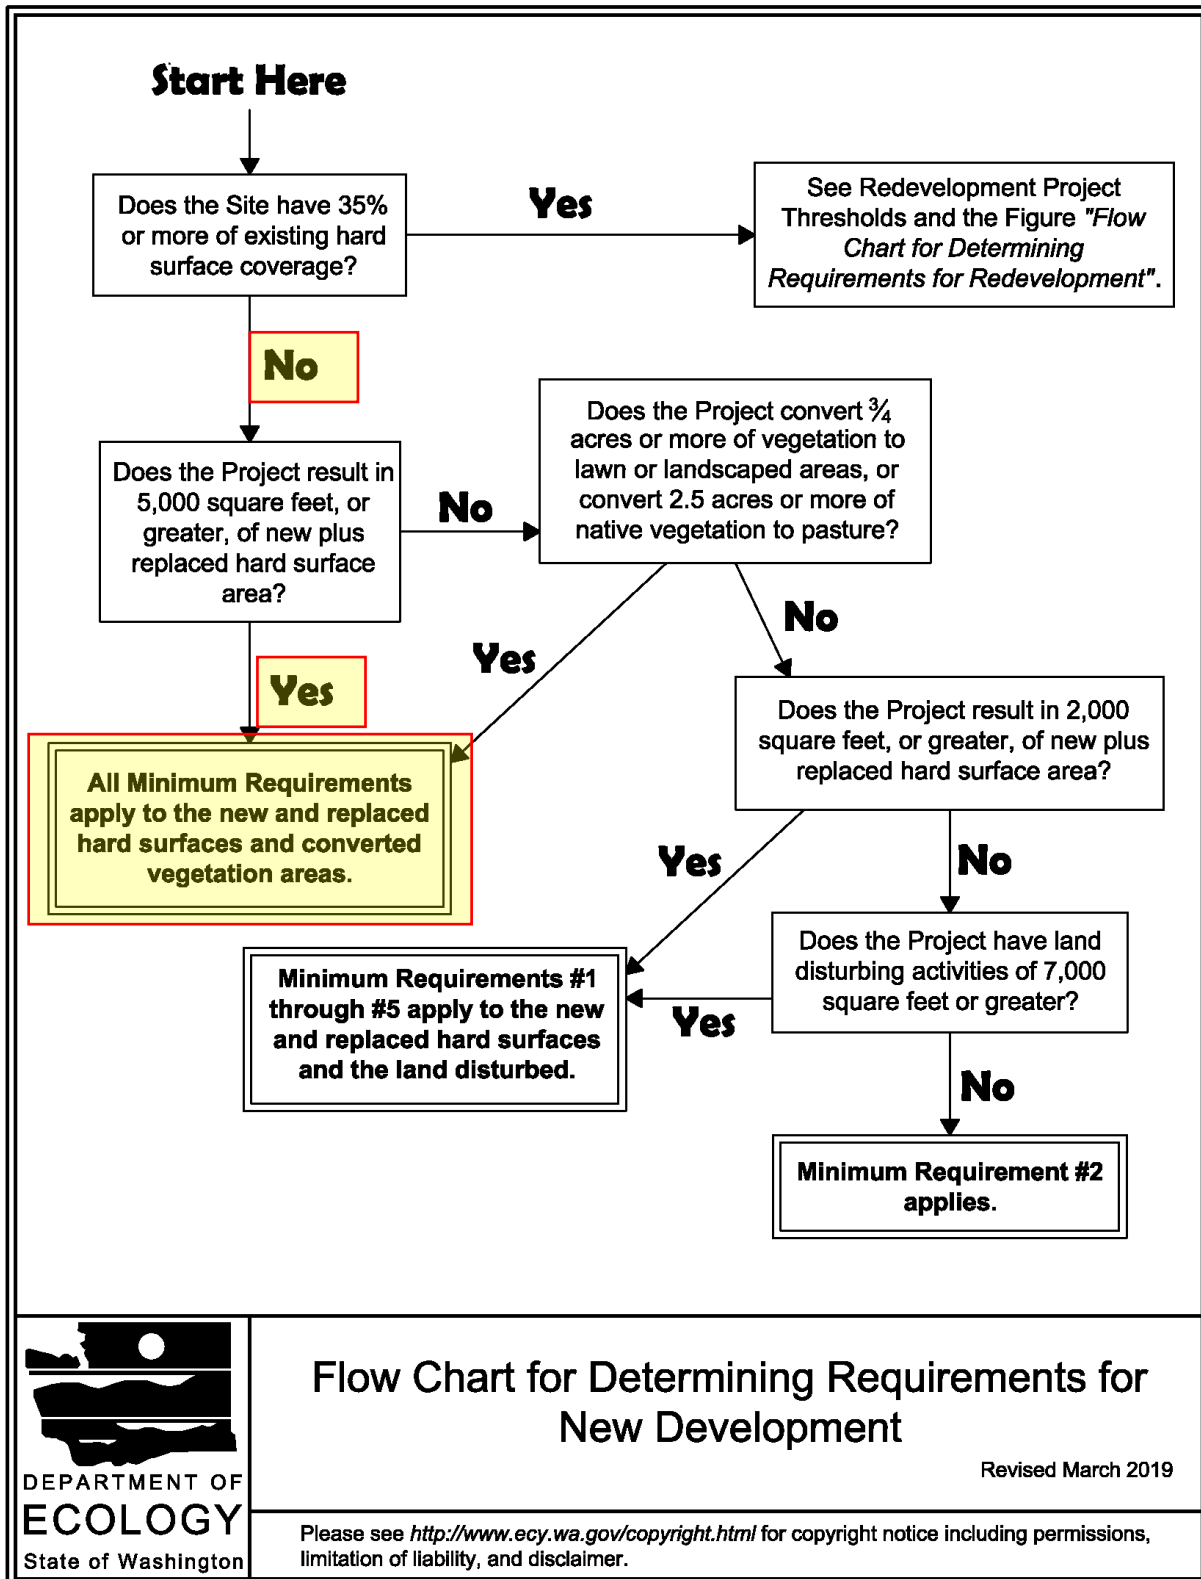 Start Here
Does the Site have 35%
or more of existing hard
surface coverage?
Yes
See Redevelopment Project
Thresholds and the Figure "Flow
Chart for Determining
Requirements for Redevelopment".
No
Does the Project result in
5,000 square feet, or
greater, of new plus
replaced hard surface
area?
No
Does the Project convert ¾
acres or more of vegetation to
lawn or landscaped areas, or
convert 2.5 acres or more of
native vegetation to pasture?
Yes
Yes
No
All Minimum Requirements
apply to the new and replaced
hard surfaces and converted
vegetation areas.
Does the Project result in 2,000
square feet, or greater, of new plus
replaced hard surface area?
Yes
No
Minimum Requirements #1
through #5 apply to the new
and replaced hard surfaces
and the land disturbed.
Does the Project have land
disturbing activities of 7,000
square feet or greater?
Yes
No
Minimum Requirement #2
applies.
DEPARTMENT OF
ECOLOGY
State of Washington
Flow Chart for Determining Requirements for
New Development
Revised March 2019
Please see http://www.ecy.wa.gov/copyright.html for copyright notice including permissions,
limitation of liability, and disclaimer.